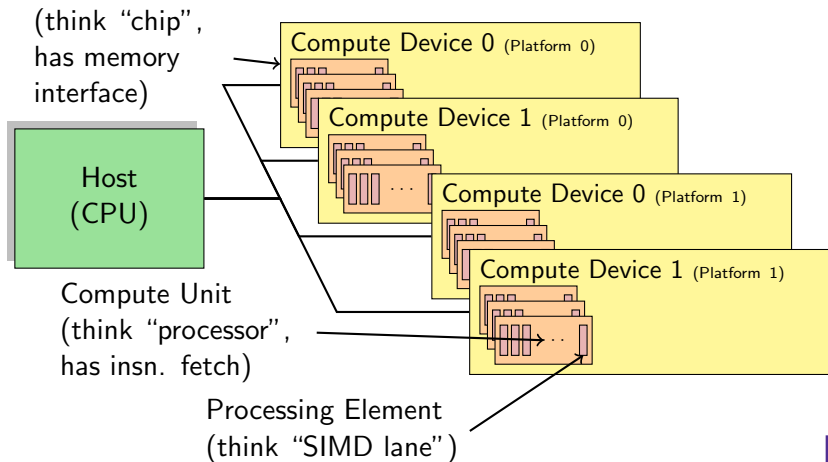 (think “chip”,
has memory
interface)
Compute Device 0 (Platform 0)
Compute Device 1 (Platform 0)
· · ·
Host
(CPU)
Compute Device 0 (Platform 1)
Compute Device 1 (Platform 1)
· · ·
Compute Unit
(think “processor”,
has insn. fetch)
Processing Element
(think “SIMD lane”)